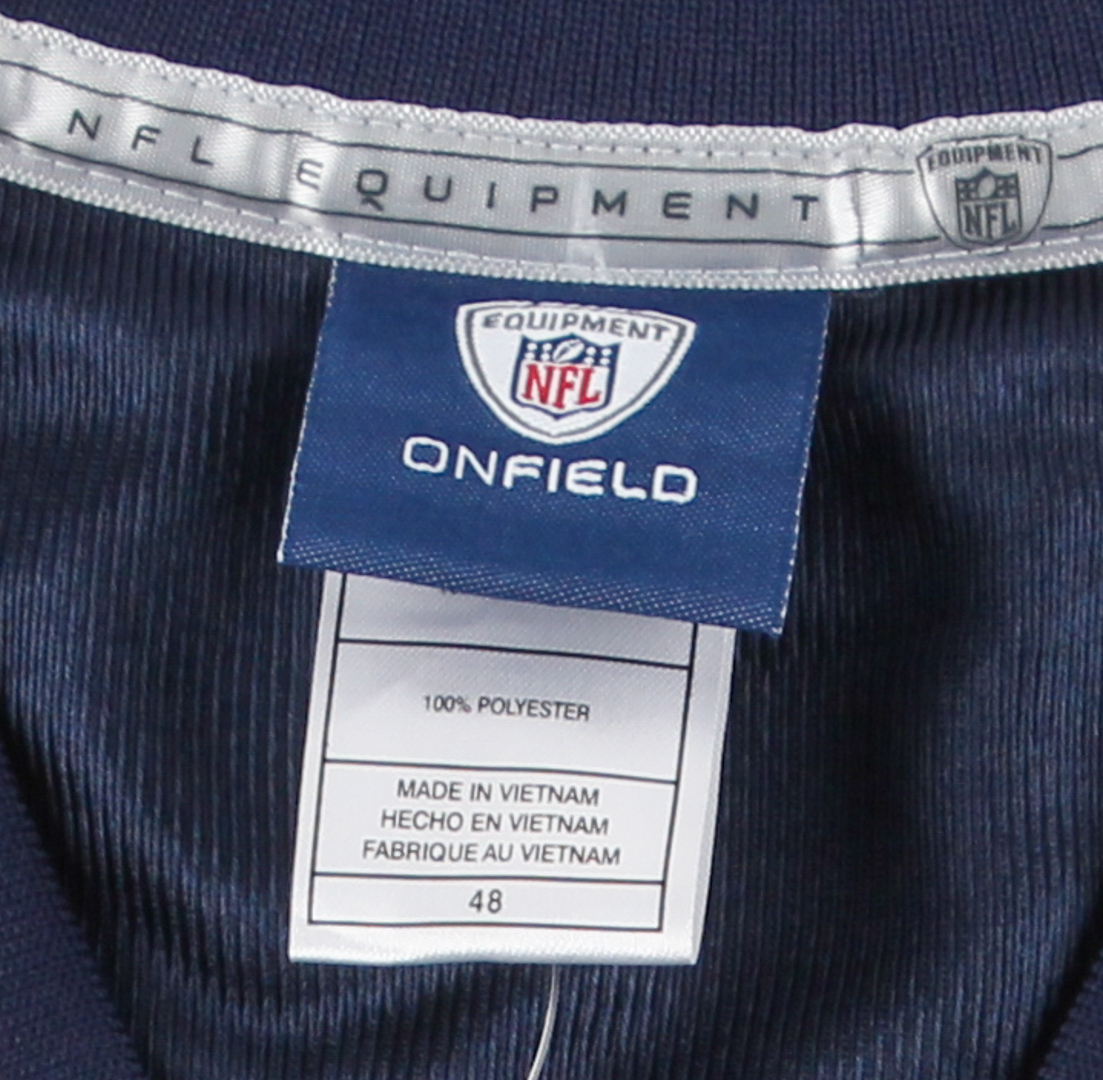 NFL EQUIPMENT
EQUIPMENT
NFL
EQUIPMENT
NFL
ONFIELD
100% POLYESTER
MADE IN VIETNAM
HECHO EN VIETNAM
FABRIQUE AU VIETNAM
48